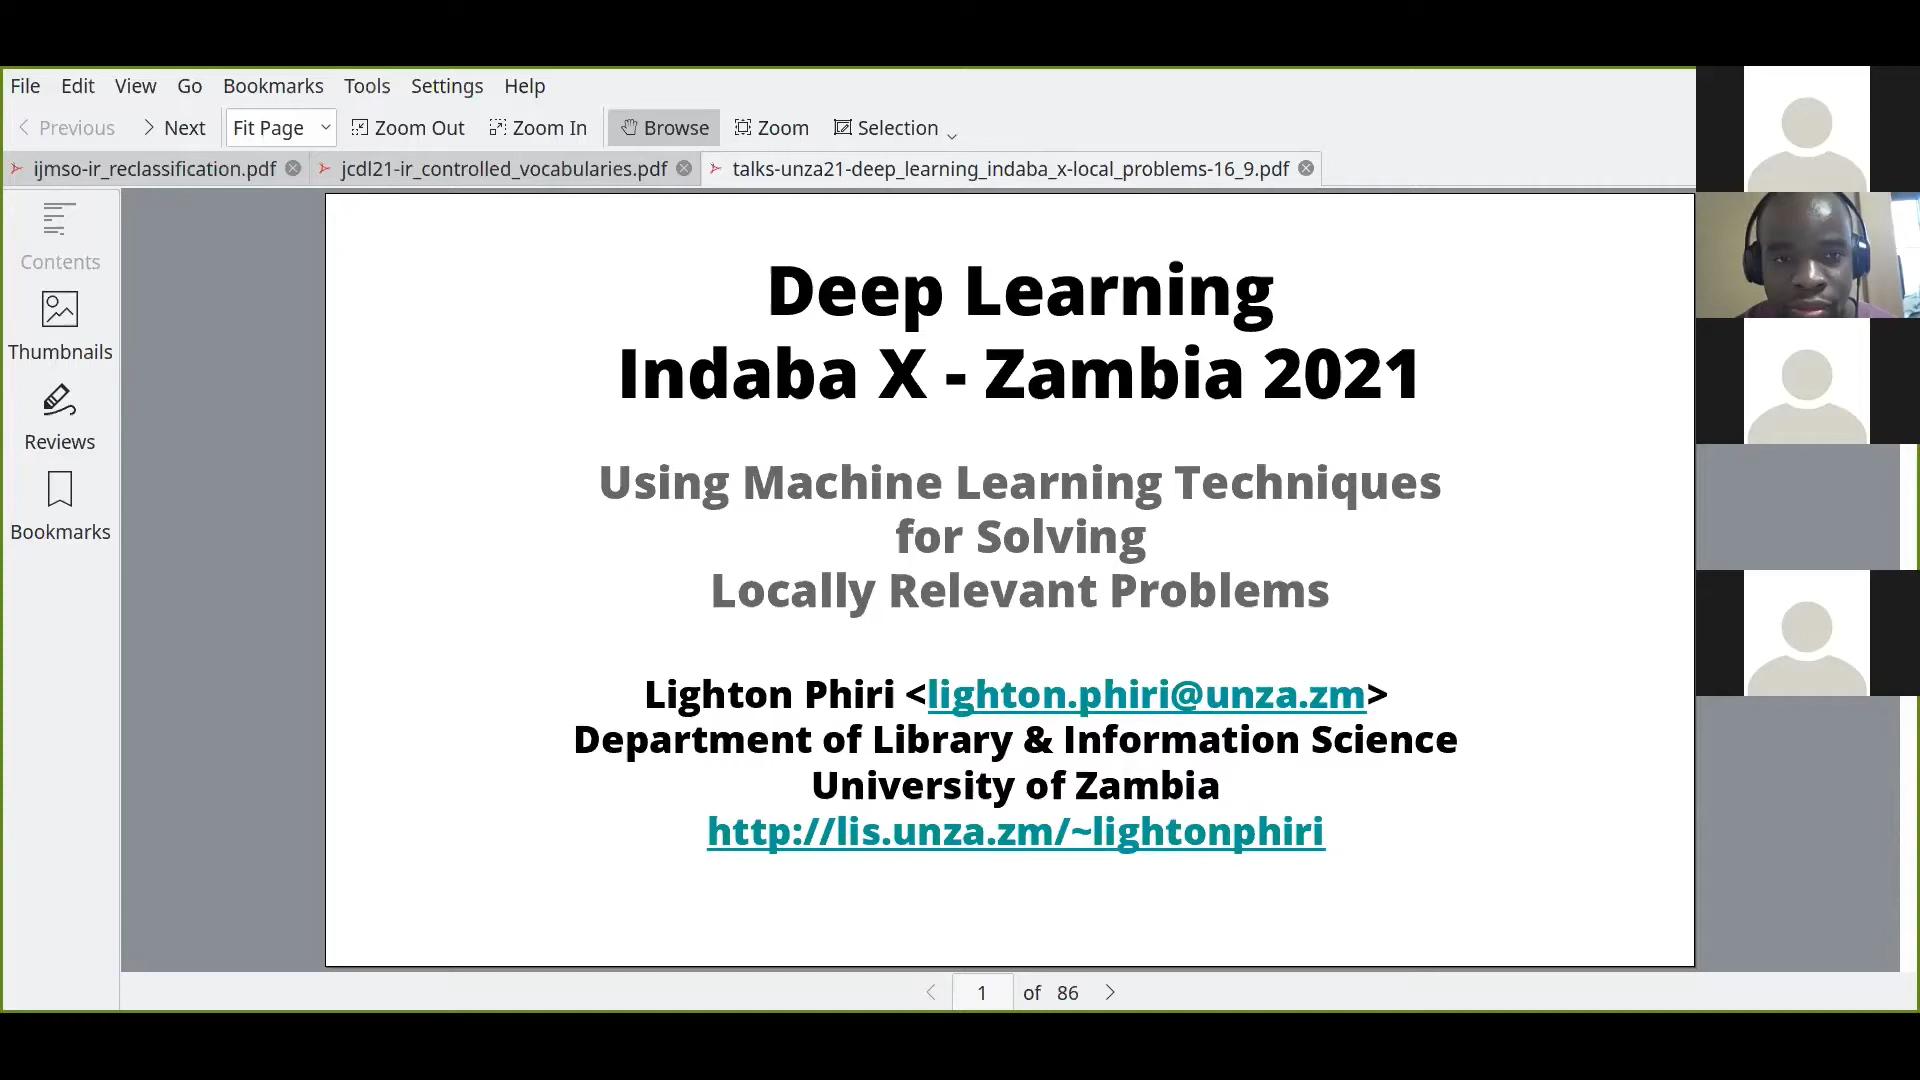 File Edit View Go Bookmarks Tools Settings Help
Previous Next Fit Page Zoom Out Zoom In Browse Zoom Selection
ijmso-ir_reclassification.pdf jcdl21-ir_controlled_vocabularies.pdf talks-unza21-deep_learning_indaba_x-local_problems-16_9.pdf
Contents
Thumbnails
Reviews
Bookmarks
Deep Learning
Indaba X - Zambia 2021
Using Machine Learning Techniques
for Solving
Locally Relevant Problems
Lighton Phiri <lighton.phiri@unza.zm>
Department of Library & Information Science
University of Zambia
http://lis.unza.zm/~lightonphiri
1 of 86